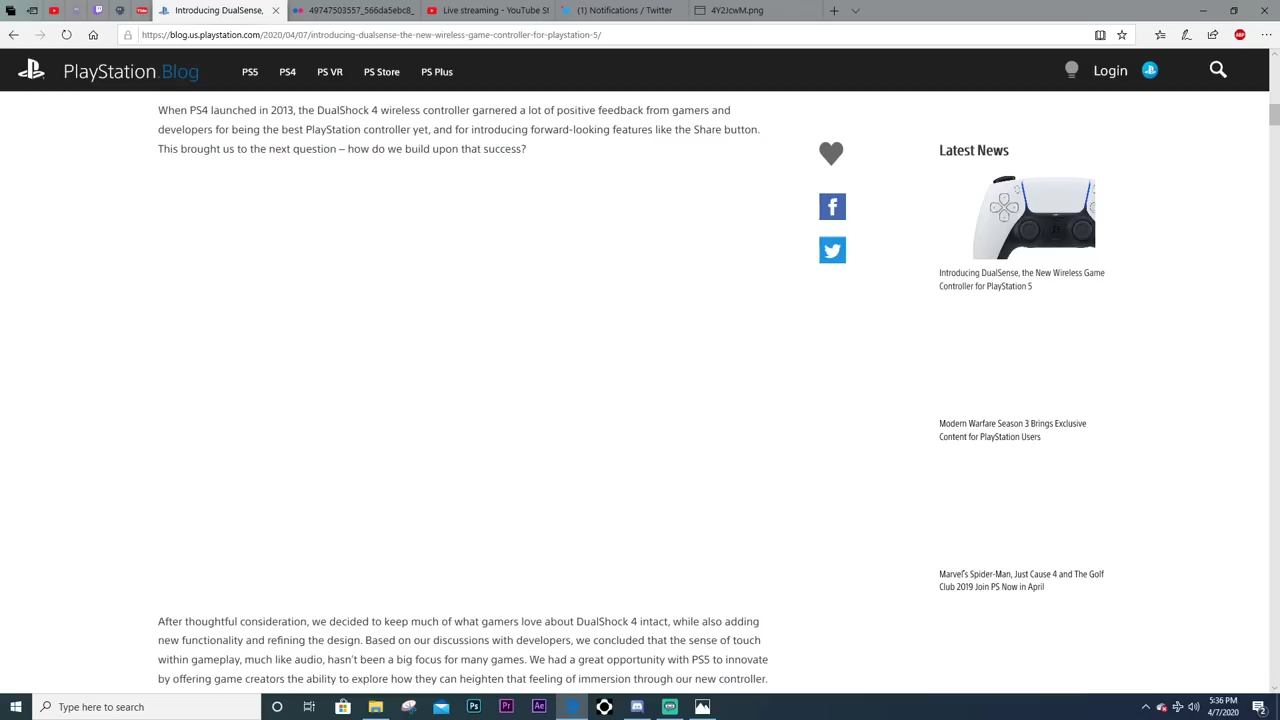 Introducing DualSense,
49747503557_566da5ebc8_
Live streaming - YouTube St
(2) Notifications / Twitter
4Y2JcwM.png
https://blog.us.playstation.com/2020/04/07/introducing-dualsense-the-new-wireless-game-controller-for-playstation-5/
ABP
PlayStation.Blog
PS5
PS4
PS VR
PS Store
PS Plus
Login
When PS4 launched in 2013, the DualShock 4 wireless controller garnered a lot of positive feedback from gamers and
developers for being the best PlayStation controller yet, and for introducing forward-looking features like the Share button.
This brought us to the next question – how do we build upon that success?
Latest News
Introducing DualSense, the New Wireless Game
Controller for PlayStation 5
Modern Warfare Season 3 Brings Exclusive
Content for PlayStation Users
Marvel's Spider-Man, Just Cause 4 and The Golf
Club 2019 Join PS Now in April
After thoughtful consideration, we decided to keep much of what gamers love about DualShock 4 intact, while also adding
new functionality and refining the design. Based on our discussions with developers, we concluded that the sense of touch
within gameplay, much like audio, hasn't been a big focus for many games. We had a great opportunity with PS5 to innovate
by offering game creators the ability to explore how they can heighten that feeling of immersion through our new controller.
Type here to search
Ps
Pr
Ae
5:36 PM
4/7/2020
2